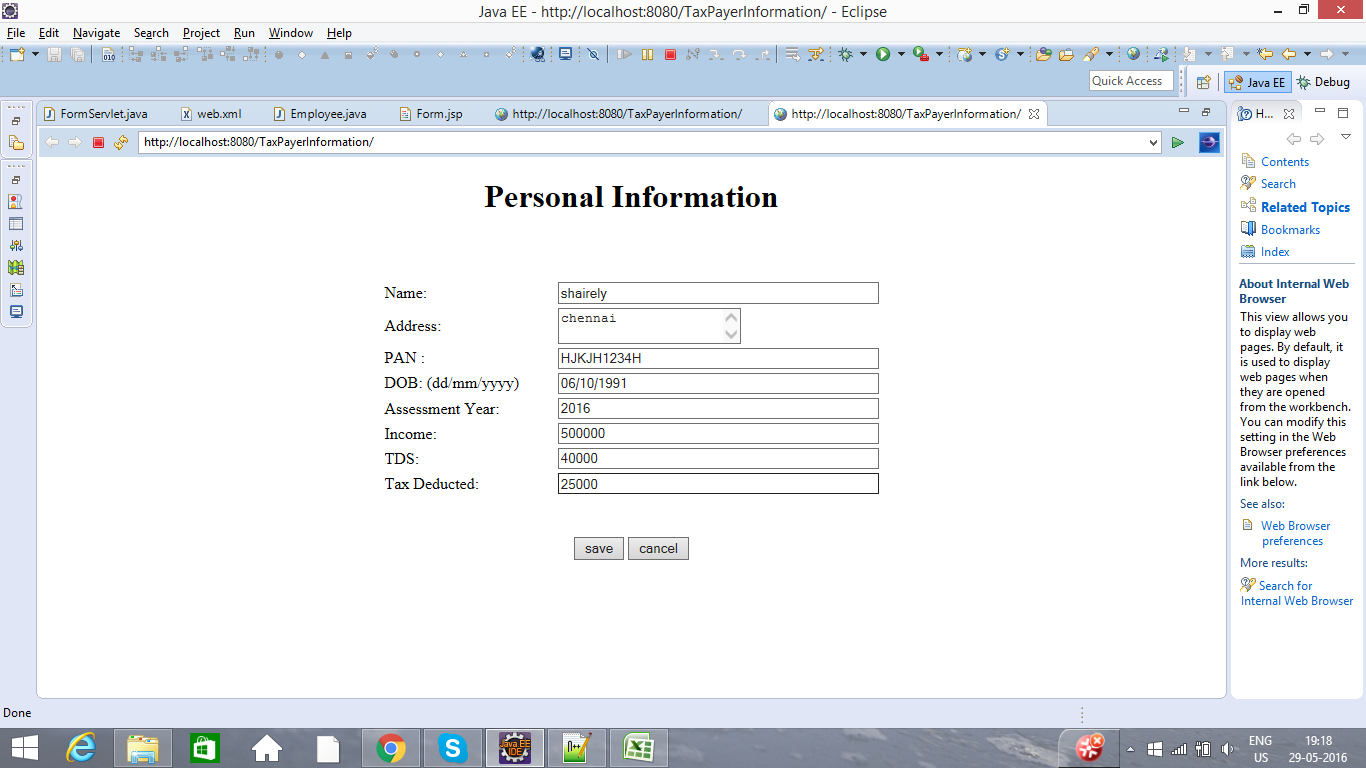 Java EE - http://localhost:8080/TaxPayerInformation/ - Eclipse
File Edit Navigate Search Project Run Window Help
Quick Access
Java EE
Debug
FormServlet.java
web.xml
Employee.java
Form.jsp
http://localhost:8080/TaxPayerInformation/
http://localhost:8080/TaxPayerInformation/
H...
http://localhost:8080/TaxPayerInformation/
Personal Information
Name: shairely
Address: chennai
PAN : HJKJH1234H
DOB: (dd/mm/yyyy) 06/10/1991
Assessment Year: 2016
Income: 500000
TDS: 40000
Tax Deducted: 25000
save cancel
Contents
Search
Related Topics
Bookmarks
Index
About Internal Web
Browser
This view allows you
to display web
pages. By default, it
is used to display
web pages when
they are opened
from the workbench.
You can modify this
setting in the Web
Browser preferences
available from the
link below.
See also:
Web Browser
preferences
More results:
Search for
Internal Web Browser
Done
Java EE
IDE
ENG
US
19:18
29-05-2016